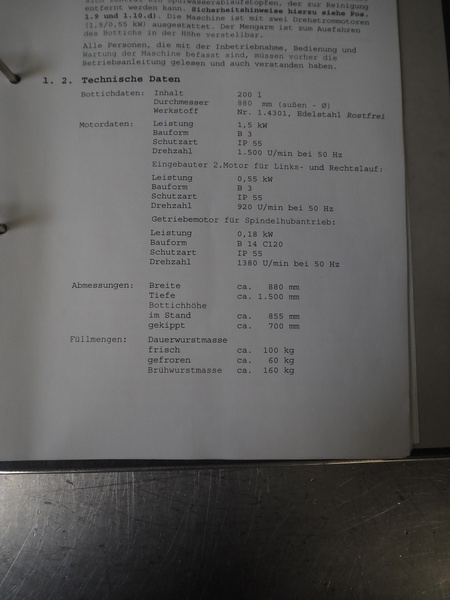 sich zentral ein Spülwasserablaufstopfen, der zur Reinigung
entfernt werden kann. Sicherheitshinweise hierzu siehe Pos.
1.9 und 1.10.d). Die Maschine ist mit zwei Drehstrommotoren
(1,5/0,55 kW) ausgestattet. Der Mengarm ist zum Ausfahren
des Bottichs in der Höhe verstellbar.
Alle Personen, die mit der Inbetriebnahme, Bedienung und
Wartung der Maschine befasst sind, müssen vorher die
Betriebsanleitung gelesen und auch verstanden haben.
1. 2. Technische Daten
Bottichdaten: Inhalt 200 l
Durchmesser 880 mm (außen - Ø)
Werkstoff Nr. 1.4301, Edelstahl Rostfrei
Motordaten: Leistung 1,5 kW
Bauform B 3
Schutzart IP 55
Drehzahl 1.500 U/min bei 50 Hz
Eingebauter 2.Motor für Links- und Rechtslauf:
Leistung 0,55 kW
Bauform B 3
Schutzart IP 55
Drehzahl 920 U/min bei 50 Hz
Getriebemotor für Spindelhubantrieb:
Leistung 0,18 kW
Bauform B 14 C120
Schutzart IP 55
Drehzahl 1380 U/min bei 50 Hz
Abmessungen: Breite ca. 880 mm
Tiefe ca. 1.500 mm
Bottichhöhe
im Stand ca. 855 mm
gekippt ca. 700 mm
Füllmengen: Dauerwurstmasse
frisch ca. 100 kg
gefroren ca. 60 kg
Brühwurstmasse ca. 160 kg